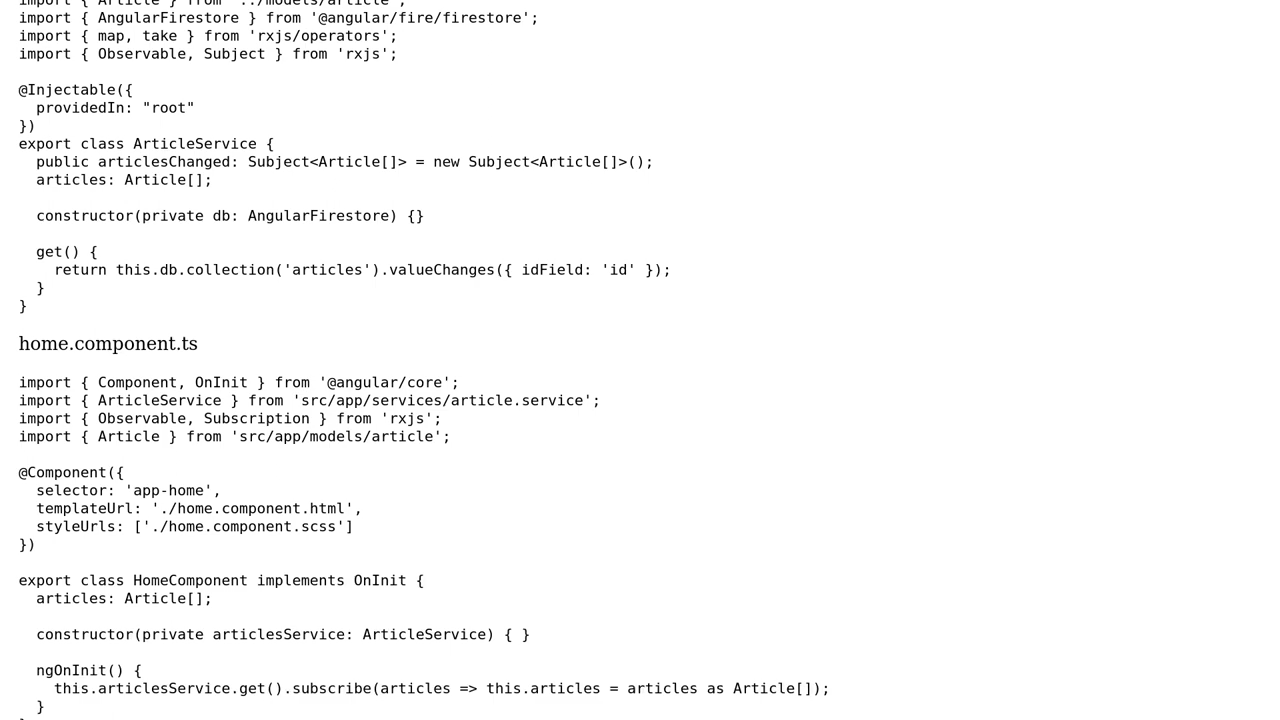 import { Article } from '../models/article';
import { AngularFirestore } from '@angular/fire/firestore';
import { map, take } from 'rxjs/operators';
import { Observable, Subject } from 'rxjs';
@Injectable({
  providedIn: "root"
})
export class ArticleService {
  public articlesChanged: Subject<Article[]> = new Subject<Article[]>();
  articles: Article[];
  constructor(private db: AngularFirestore) {}
  get() {
    return this.db.collection('articles').valueChanges({ idField: 'id' });
  }
}
home.component.ts
import { Component, OnInit } from '@angular/core';
import { ArticleService } from 'src/app/services/article.service';
import { Observable, Subscription } from 'rxjs';
import { Article } from 'src/app/models/article';
@Component({
  selector: 'app-home',
  templateUrl: './home.component.html',
  styleUrls: ['./home.component.scss']
})
export class HomeComponent implements OnInit {
  articles: Article[];
  constructor(private articlesService: ArticleService) { }
  ngOnInit() {
    this.articlesService.get().subscribe(articles => this.articles = articles as Article[]);
  }